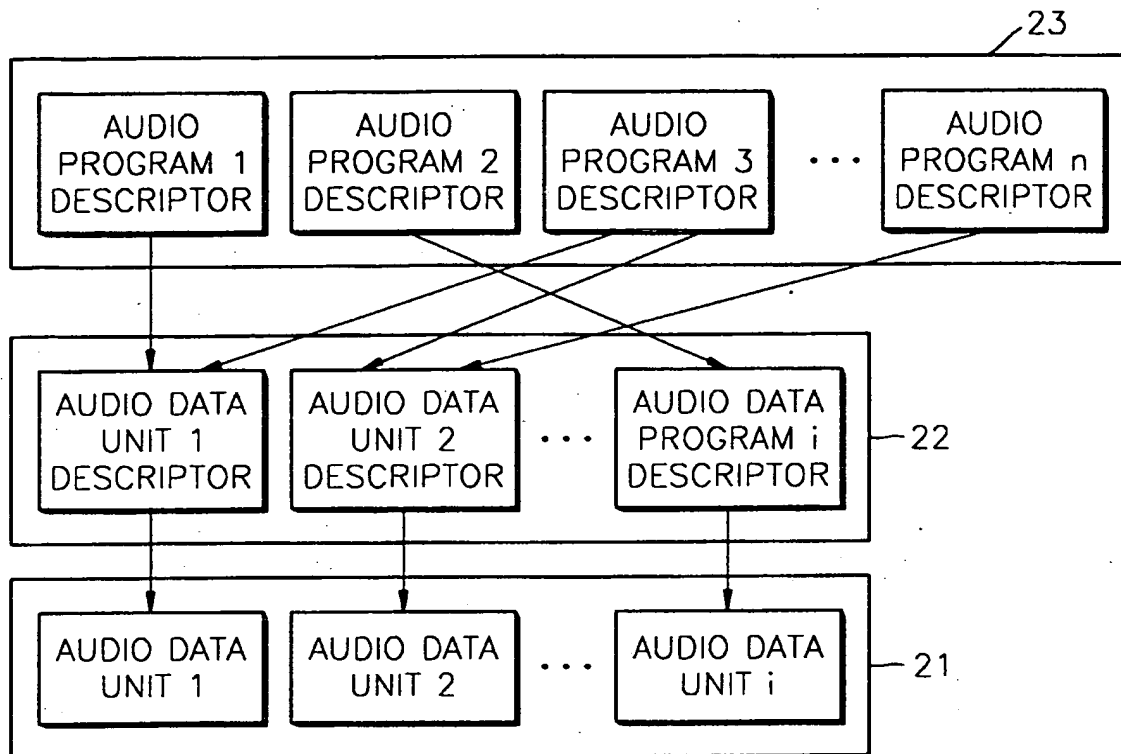 23
AUDIO
PROGRAM 1
DESCRIPTOR
AUDIO
PROGRAM 2
DESCRIPTOR
AUDIO
PROGRAM 3
DESCRIPTOR
...
AUDIO
PROGRAM n
DESCRIPTOR
AUDIO DATA
UNIT 1
DESCRIPTOR
AUDIO DATA
UNIT 2
DESCRIPTOR
...
AUDIO DATA
PROGRAM i
DESCRIPTOR
22
AUDIO DATA
UNIT 1
AUDIO DATA
UNIT 2
...
AUDIO DATA
UNIT i
21